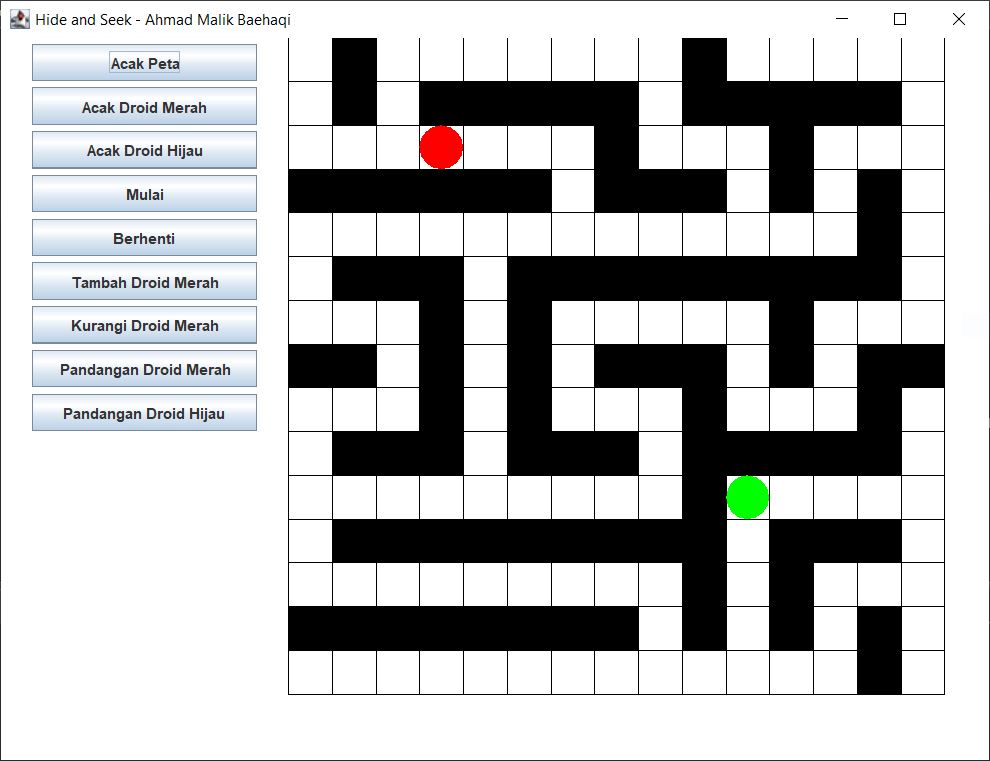 Hide and Seek - Ahmad Malik Baehaqi
Acak Peta
Acak Droid Merah
Acak Droid Hijau
Mulai
Berhenti
Tambah Droid Merah
Kurangi Droid Merah
Pandangan Droid Merah
Pandangan Droid Hijau